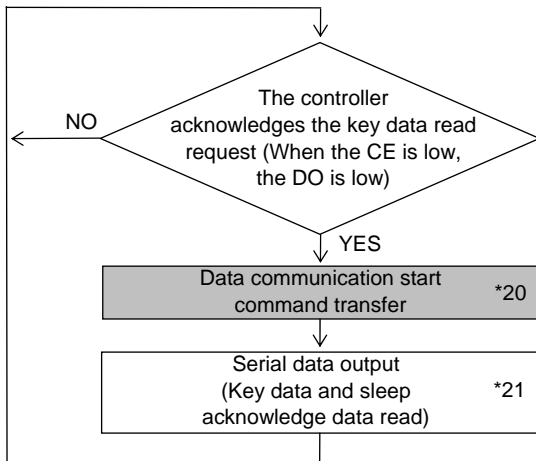 The controller
acknowledges the key data read
request (When the CE is low,
the DO is low)
NO
YES
Data communication start
command transfer
*20
Serial data output
(Key data and sleep
acknowledge data read)
*21